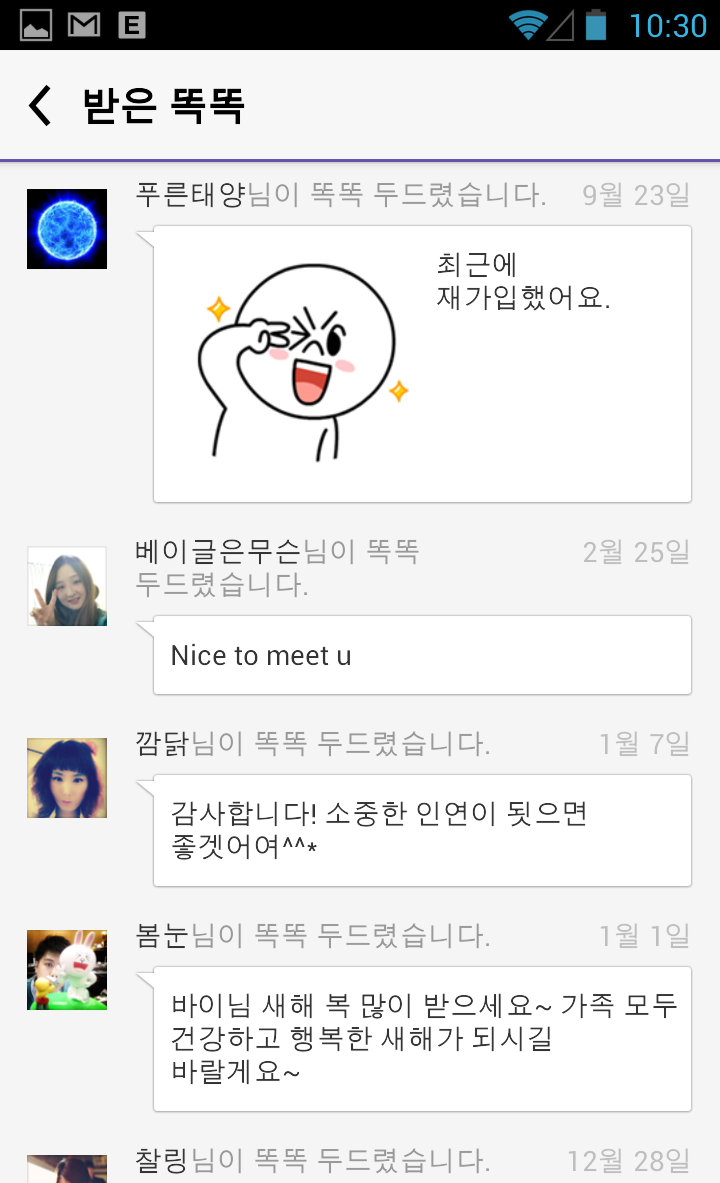 E
10:30
받은 똑똑
푸른태양님이 똑똑 두드렸습니다. 9월 23일
최근에
재가입했어요.
베이글은무슨님이 똑똑 2월 25일
두드렸습니다.
Nice to meet u
깜닭님이 똑똑 두드렸습니다. 1월 7일
감사합니다! 소중한 인연이 됫으면
좋겟어여^^*
봄눈님이 똑똑 두드렸습니다. 1월 1일
바이님 새해 복 많이 받으세요~ 가족 모두
건강하고 행복한 새해가 되시길
바랄게요~
찰링님이 똑똑 두드렸습니다. 12월 28일